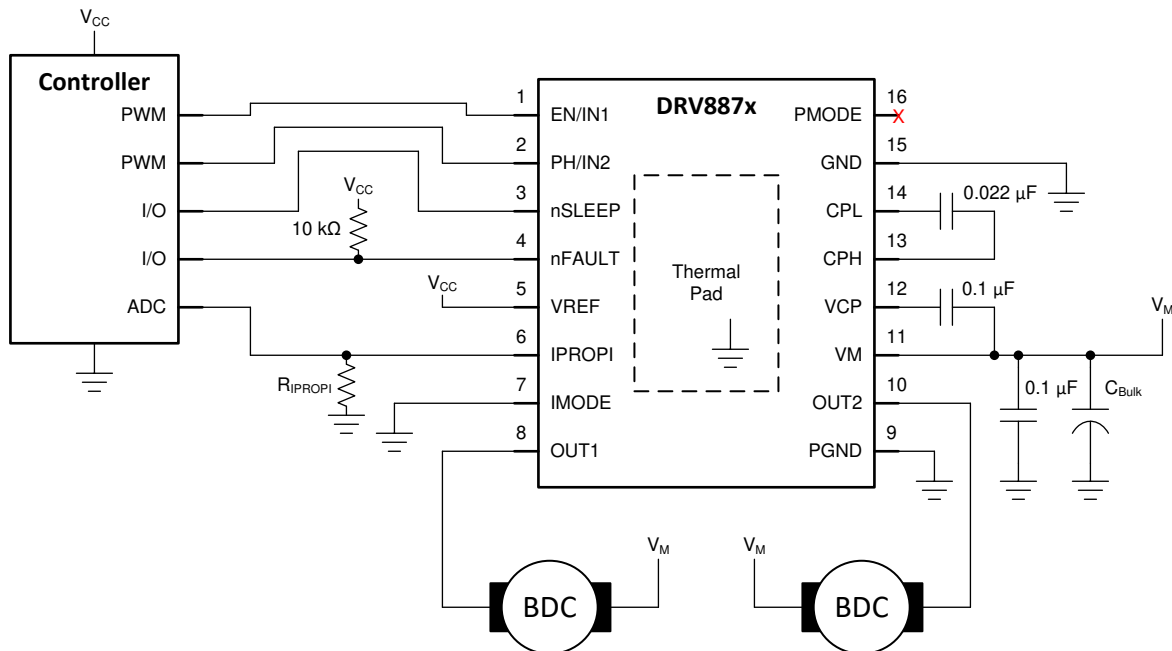 V_CC
Controller
PWM
PWM
I/O
I/O
ADC
V_CC
10 kΩ
V_CC
R_IPROPI
DRV887x
1 EN/IN1
2 PH/IN2
3 nSLEEP
4 nFAULT
5 VREF
6 IPROPI
7 IMODE
8 OUT1
Thermal
Pad
PMODE 16
GND 15
CPL 14
CPH 13
VCP 12
VM 11
OUT2 10
PGND 9
0.022 µF
0.1 µF
V_M
0.1 µF
C_Bulk
V_M
V_M
BDC
BDC